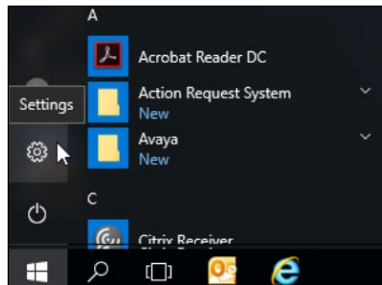 A
Acrobat Reader DC
Settings
Action Request System
New
Avaya
New
C
Citrix Receiver